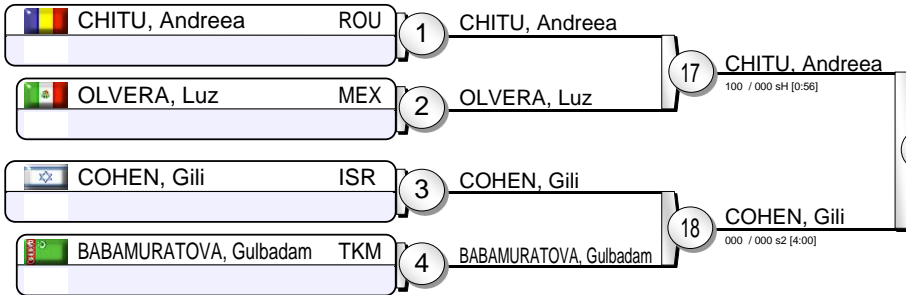 CHITU, Andreea ROU
1
CHITU, Andreea
17
CHITU, Andreea
100 / 000 sH [0:56]
OLVERA, Luz MEX
2
OLVERA, Luz
COHEN, Gili ISR
3
COHEN, Gili
18
COHEN, Gili
000 / 000 s2 [4:00]
BABAMURATOVA, Gulbadam TKM
4
BABAMURATOVA, Gulbadam